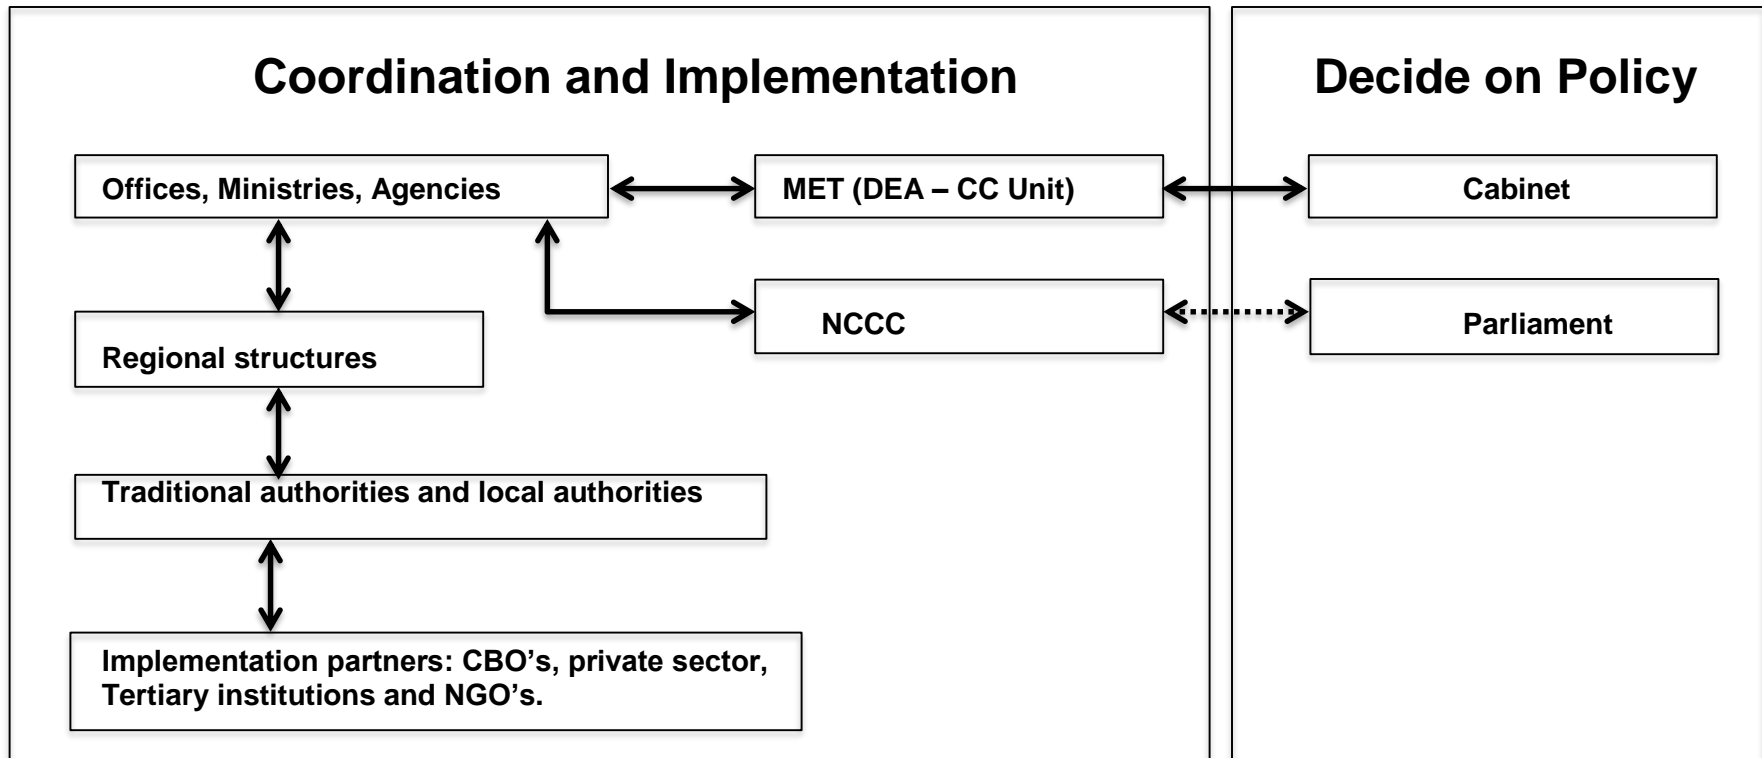 Coordination and Implementation
Decide on Policy
Offices, Ministries, Agencies
MET (DEA – CC Unit)
Cabinet
NCCC
Parliament
Regional structures
Traditional authorities and local authorities
Implementation partners: CBO’s, private sector,
Tertiary institutions and NGO’s.